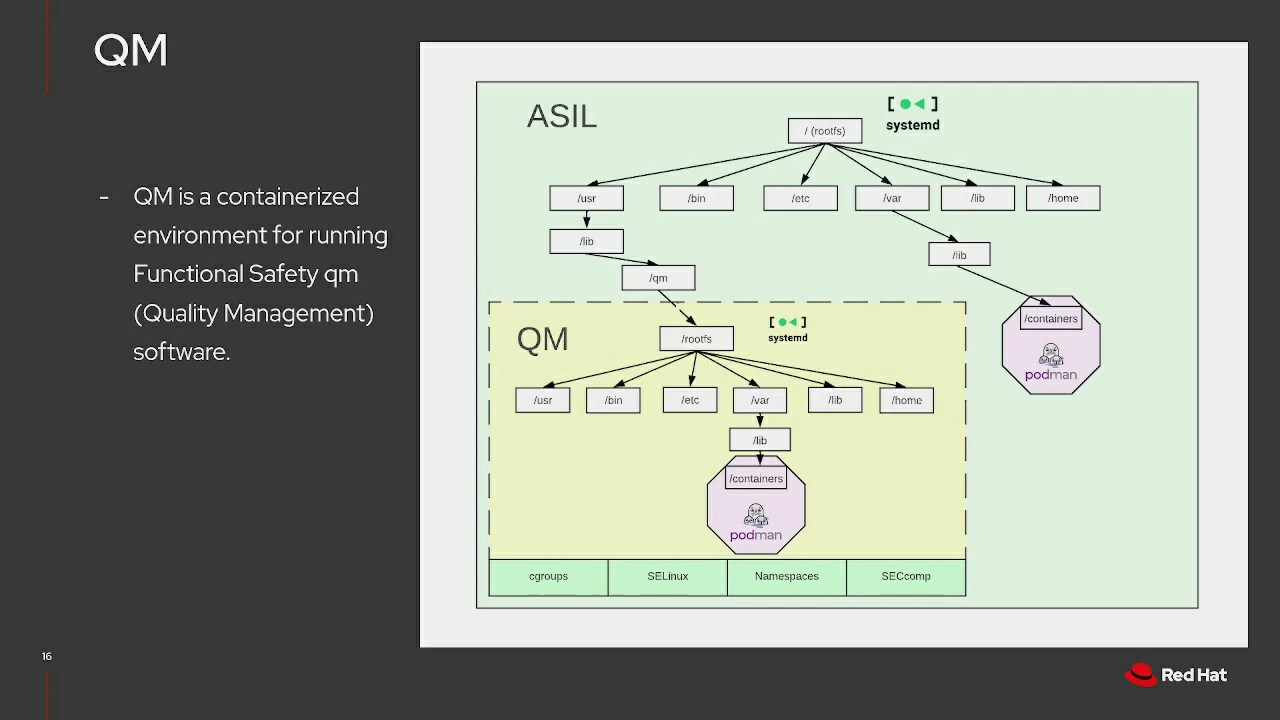 QM
- QM is a containerized
environment for running
Functional Safety qm
(Quality Management)
software.
ASIL
systemd
/ (rootfs)
/usr
/bin
/etc
/var
/lib
/home
/lib
/lib
/qm
/containers
podman
QM
systemd
/rootfs
/usr
/bin
/etc
/var
/lib
/home
/lib
/containers
podman
cgroups
SELinux
Namespaces
SECcomp
16
Red Hat